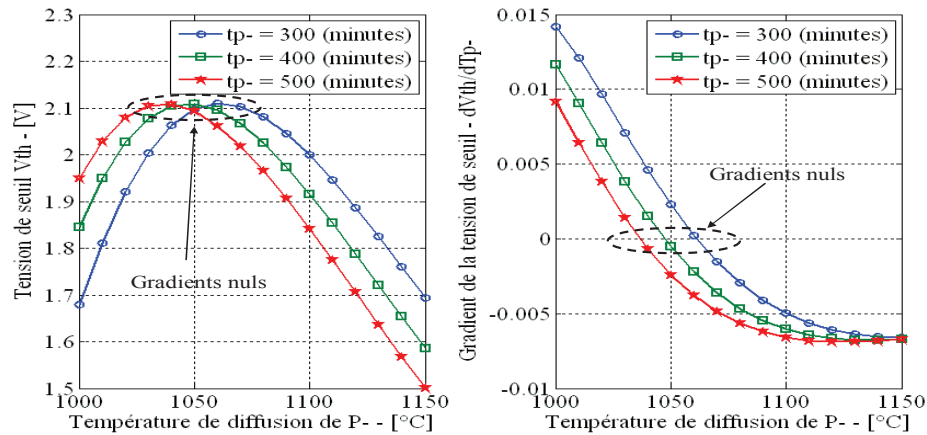 2.3
2.2
2.1
2
1.9
1.8
1.7
1.6
1.5
Tension de seuil Vth - [V]
tp- = 300 (minutes)
tp- = 400 (minutes)
tp- = 500 (minutes)
Gradients nuls
1000
1050
1100
1150
Température de diffusion de P- - [°C]
0.015
0.01
0.005
0
-0.005
-0.01
Gradient de la tension de seuil - dVth/dTp-
tp- = 300 (minutes)
tp- = 400 (minutes)
tp- = 500 (minutes)
Gradients nuls
1000
1050
1100
1150
Température de diffusion de P- - [°C]